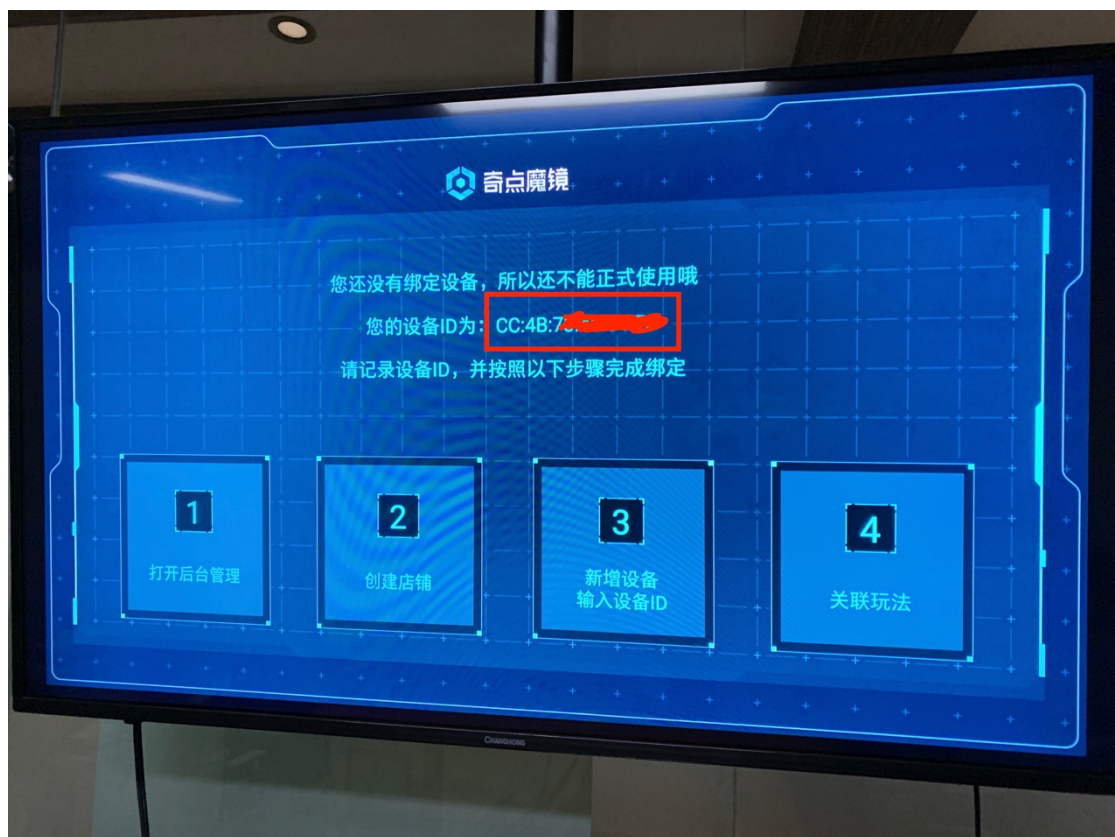 奇点魔镜
您还没有绑定设备，所以还不能正式使用哦
您的设备ID为：CC:4B:7
请记录设备ID，并按照以下步骤完成绑定
1
打开后台管理
2
创建店铺
3
新增设备
输入设备ID
4
关联玩法
CHANGHONG